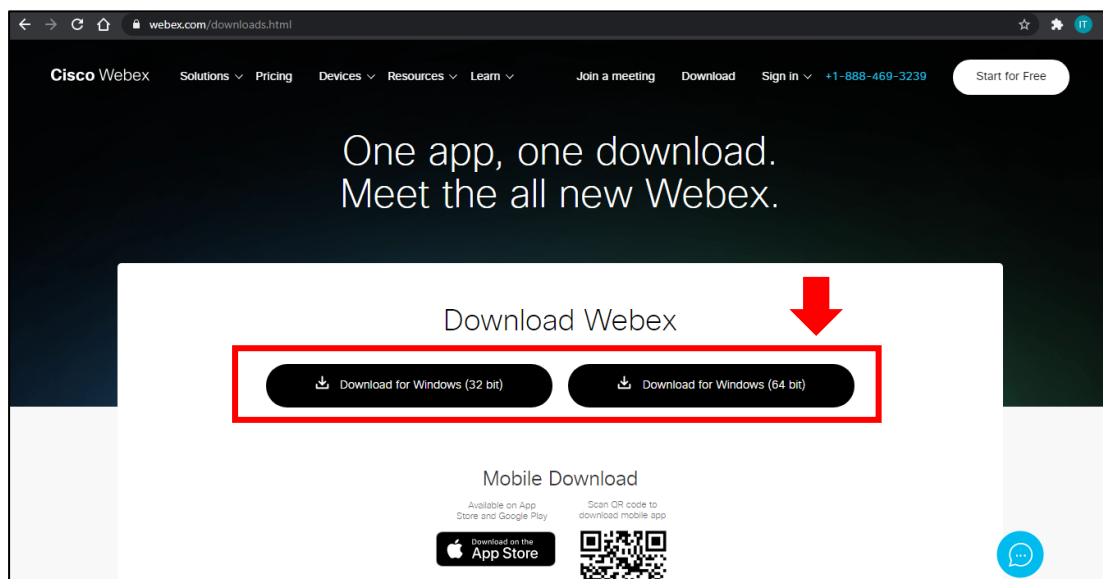 webex.com/downloads.html
IT
Cisco Webex Solutions Pricing Devices Resources Learn Join a meeting Download Sign in +1-888-469-3239 Start for Free
One app, one download.
Meet the all new Webex.
Download Webex
Download for Windows (32 bit) Download for Windows (64 bit)
Mobile Download
Available on App
Store and Google Play
Scan QR code to
download mobile app
Download on the
App Store